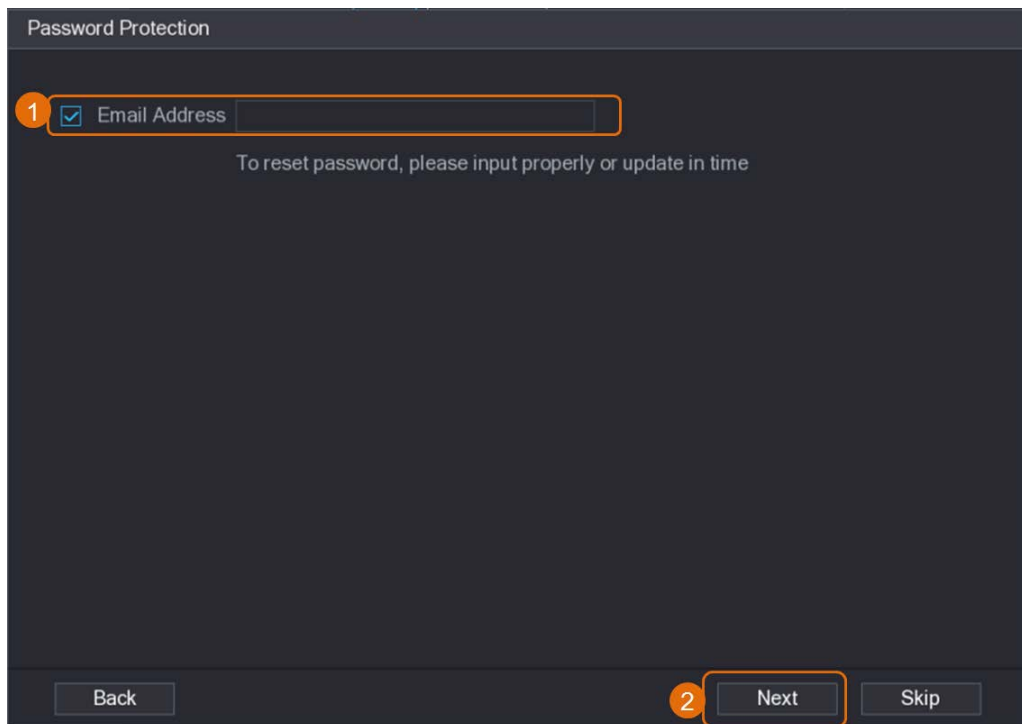 Password Protection
1 Email Address
To reset password, please input properly or update in time
Back 2 Next Skip